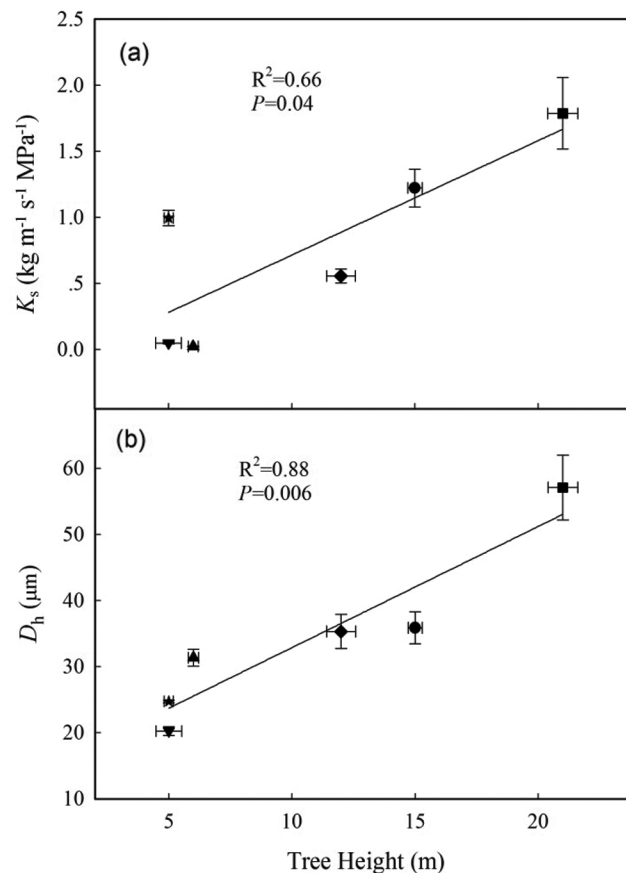 (a)
R²=0.66
P=0.04
2.5
2.0
1.5
1.0
.5
0.0
Kₛ (kg m⁻¹ s⁻¹ MPa⁻¹)
(b)
R²=0.88
P=0.006
60
50
40
30
20
10
Dₕ (μm)
5 10 15 20
Tree Height (m)